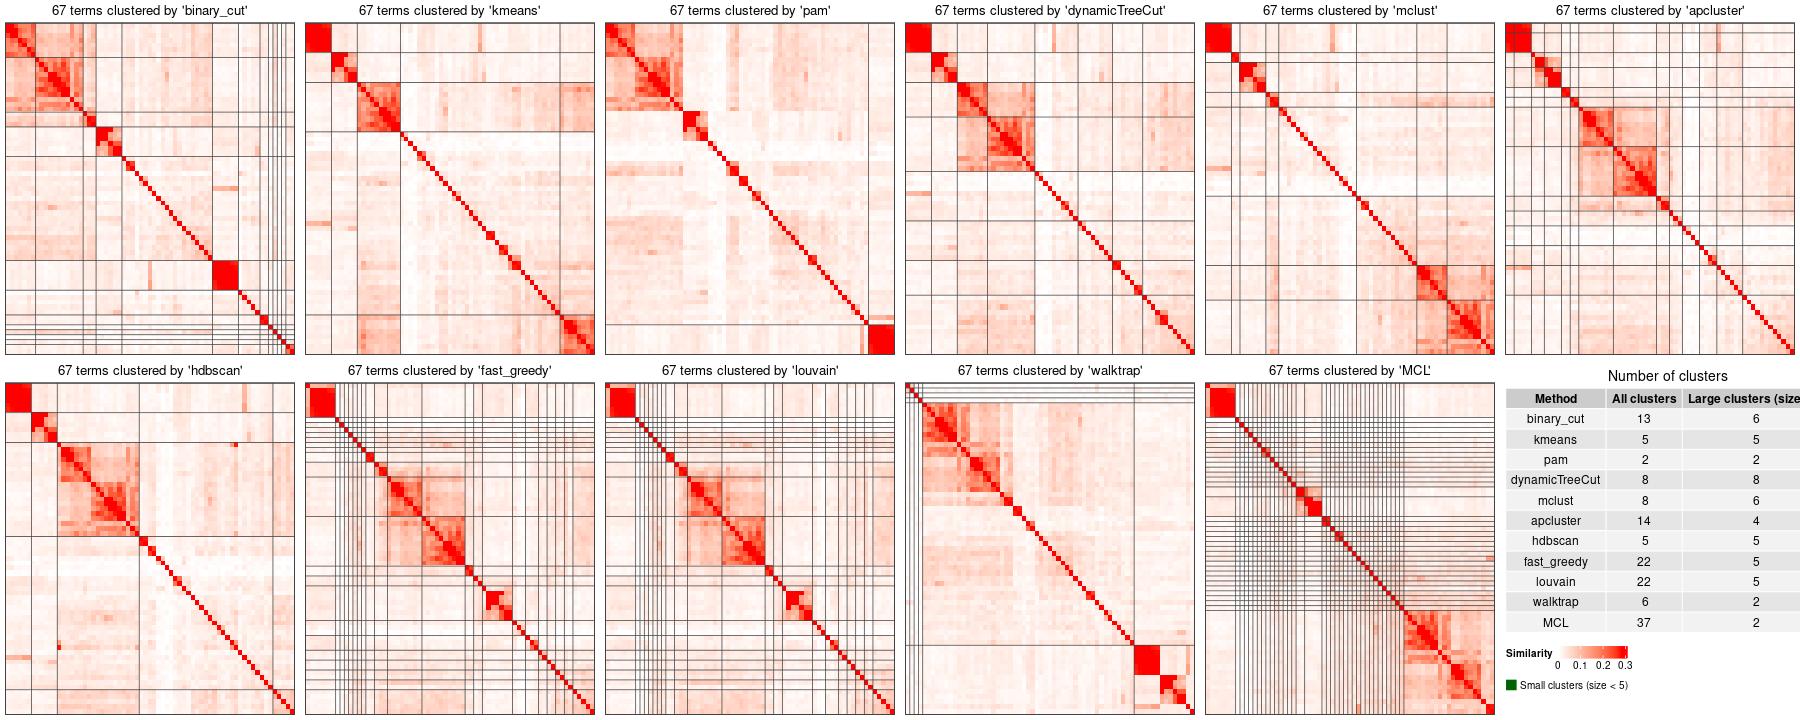 67 terms clustered by 'binary_cut'
67 terms clustered by 'kmeans'
67 terms clustered by 'pam'
67 terms clustered by 'dynamicTreeCut'
67 terms clustered by 'mclust'
67 terms clustered by 'apcluster'
67 terms clustered by 'hdbscan'
67 terms clustered by 'fast_greedy'
67 terms clustered by 'louvain'
67 terms clustered by 'walktrap'
67 terms clustered by 'MCL'
Number of clusters
Method All clusters Large clusters (size
binary_cut 13 6
kmeans 5 5
pam 2 2
dynamicTreeCut 8 8
mclust 8 6
apcluster 14 4
hdbscan 5 5
fast_greedy 22 5
louvain 22 5
walktrap 6 2
MCL 37 2
Similarity
0 0.1 0.2 0.3
Small clusters (size < 5)